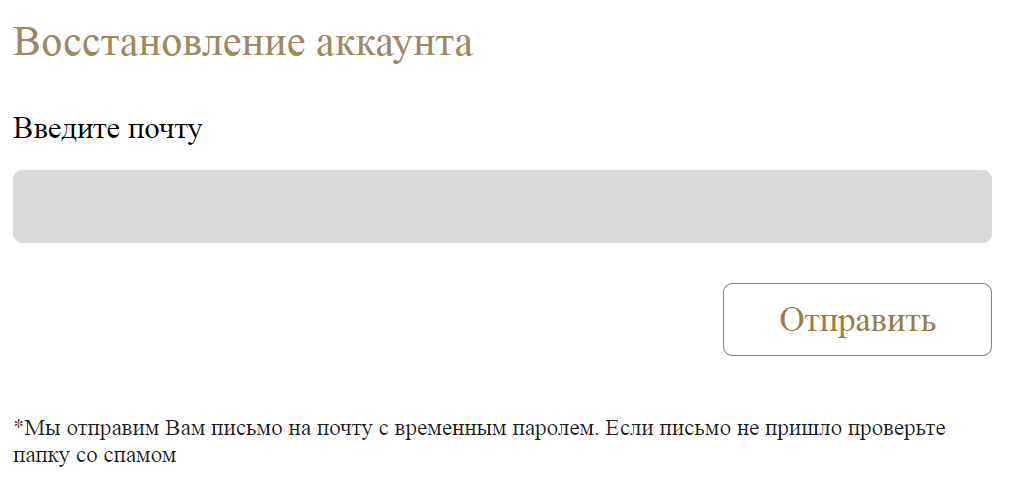 Восстановление аккаунта
Введите почту
Отправить
*Мы отправим Вам письмо на почту с временным паролем. Если письмо не пришло проверьте
папку со спамом